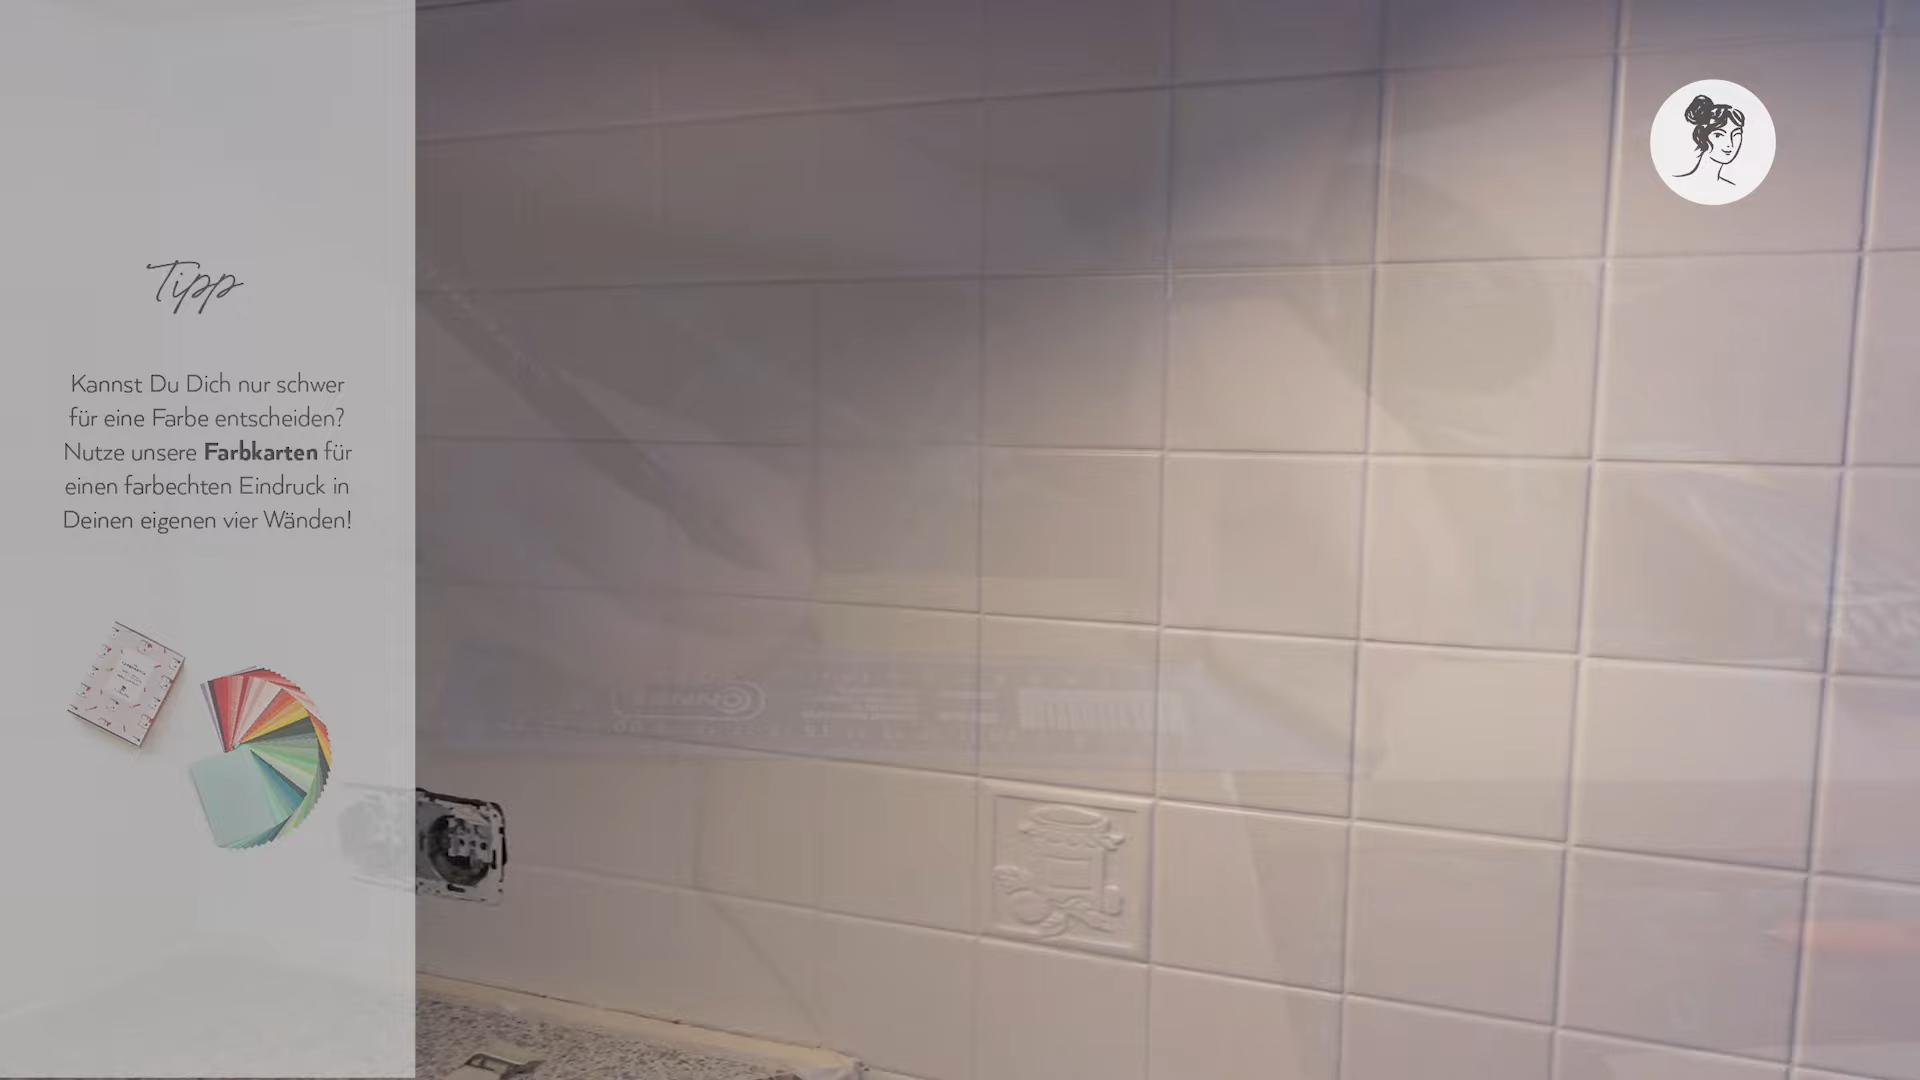 Tipp
Kannst Du Dich nur schwer
für eine Farbe entscheiden?
Nutze unsere Farbkarten für
einen farbechten Eindruck in
Deinen eigenen vier Wänden!